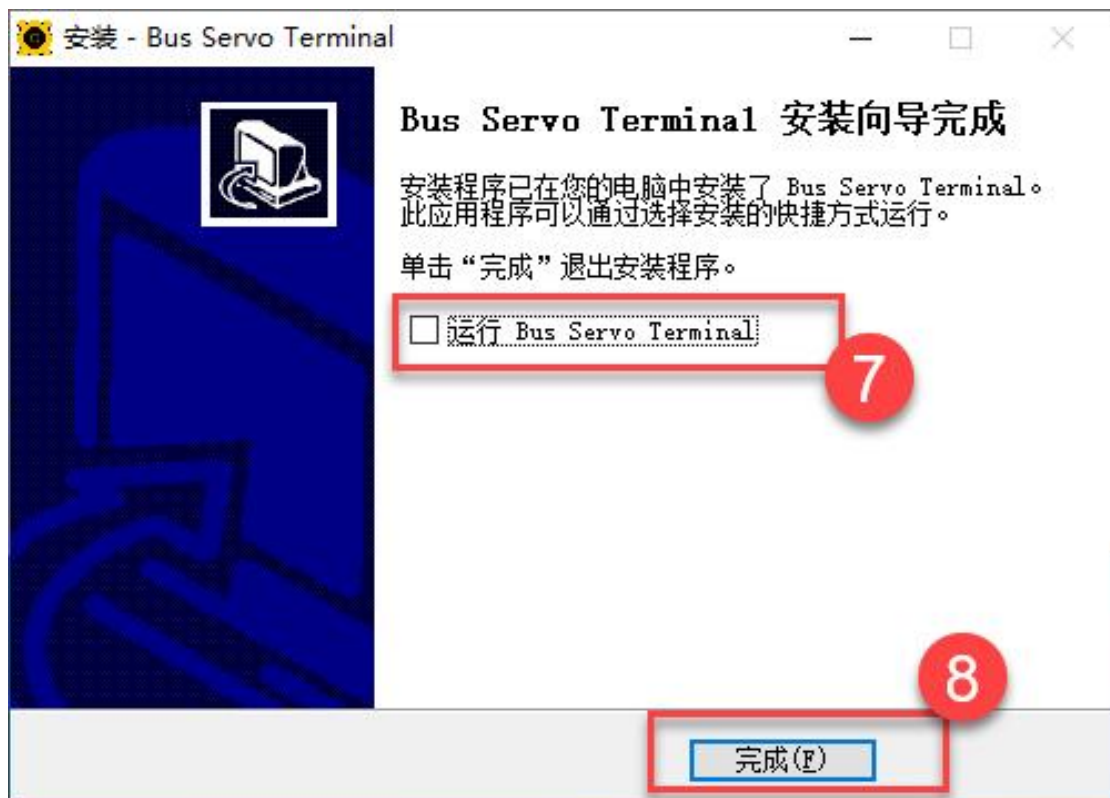 安装 - Bus Servo Terminal
Bus Servo Terminal 安装向导完成
安装程序已在您的电脑中安装了 Bus Servo Terminal。
此应用程序可以通过选择安装的快捷方式运行。
单击“完成”退出安装程序。
运行 Bus Servo Terminal
7
8
完成(F)